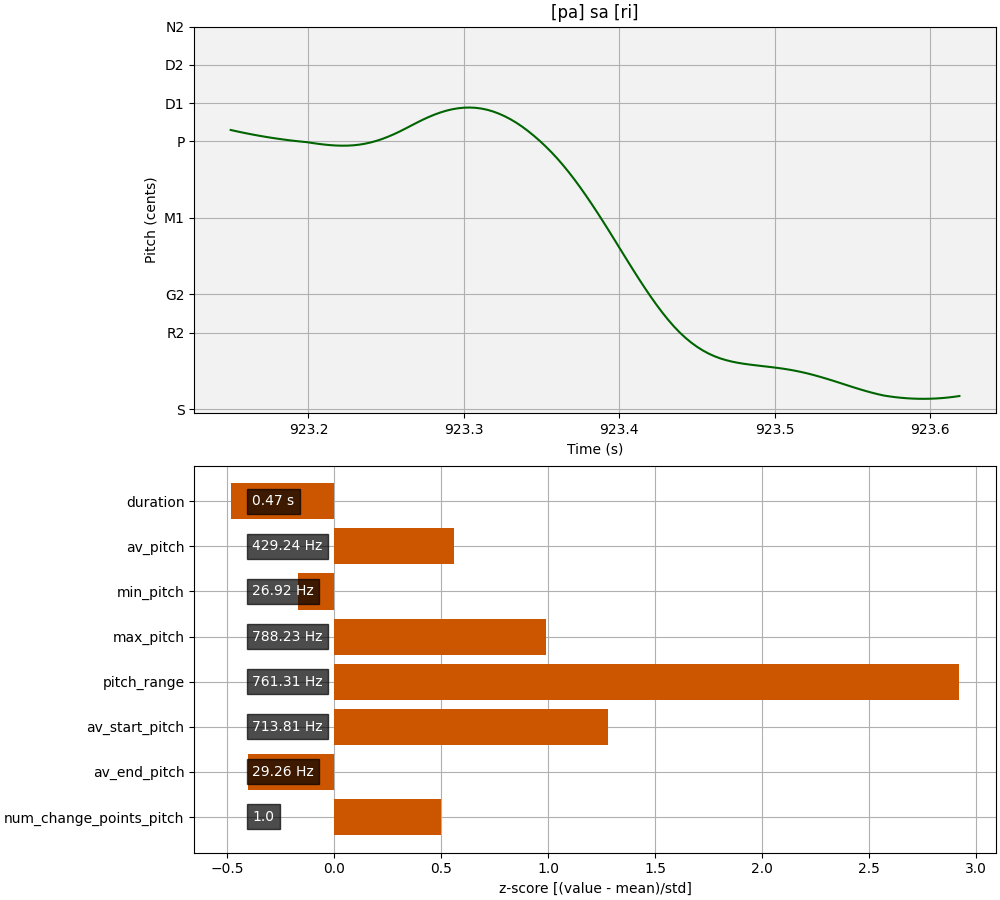 [pa] sa [ri]
N2
D2
D1
P
M1
G2
R2
S
Pitch (cents)
923.2 923.3 923.4 923.5 923.6
Time (s)
duration 0.47 s
av_pitch 429.24 Hz
min_pitch 26.92 Hz
max_pitch 788.23 Hz
pitch_range 761.31 Hz
av_start_pitch 713.81 Hz
av_end_pitch 29.26 Hz
num_change_points_pitch 1.0
−0.5 0.0 0.5 1.0 1.5 2.0 2.5 3.0
z-score [(value - mean)/std]